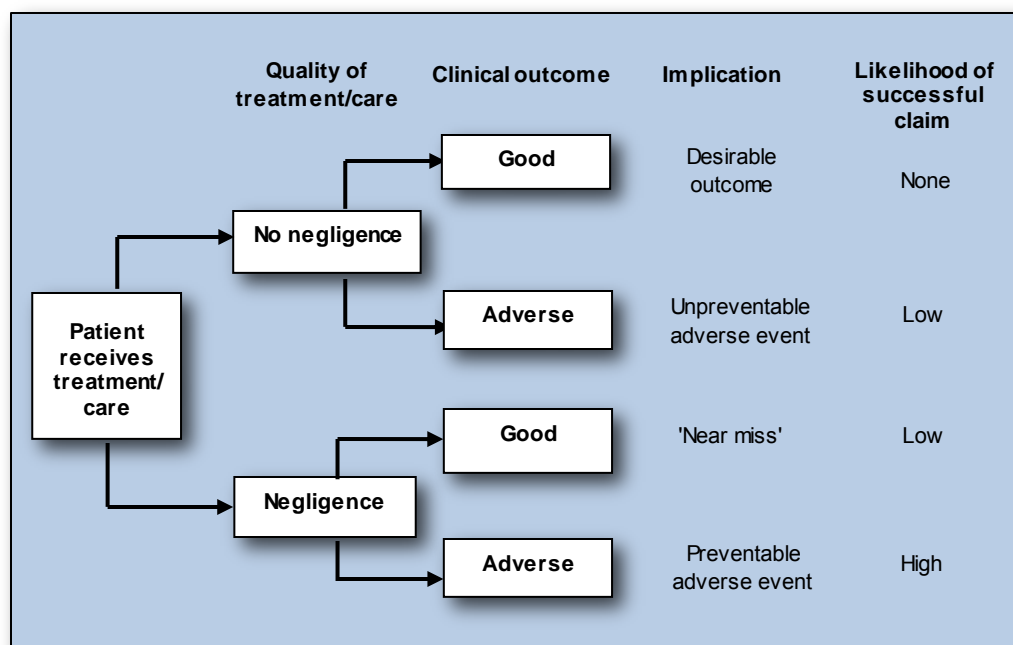 Quality of
treatment/care
Clinical outcome
Implication
Likelihood of
successful
claim
Good
Desirable
outcome
None
No negligence
Adverse
Unpreventable
adverse event
Low
Patient
receives
treatment/
care
Good
'Near miss'
Low
Negligence
Adverse
Preventable
adverse event
High